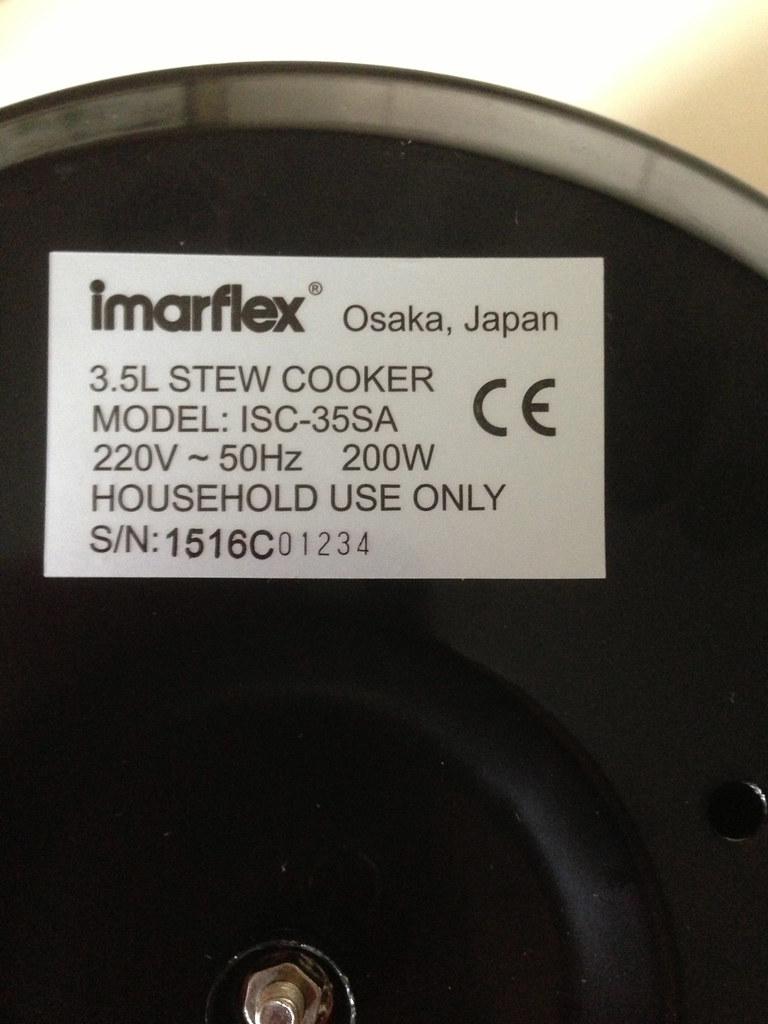 imarflex® Osaka, Japan
3.5L STEW COOKER
CE
MODEL: ISC-35SA
220V ~ 50Hz 200W
HOUSEHOLD USE ONLY
S/N: 1516C01234